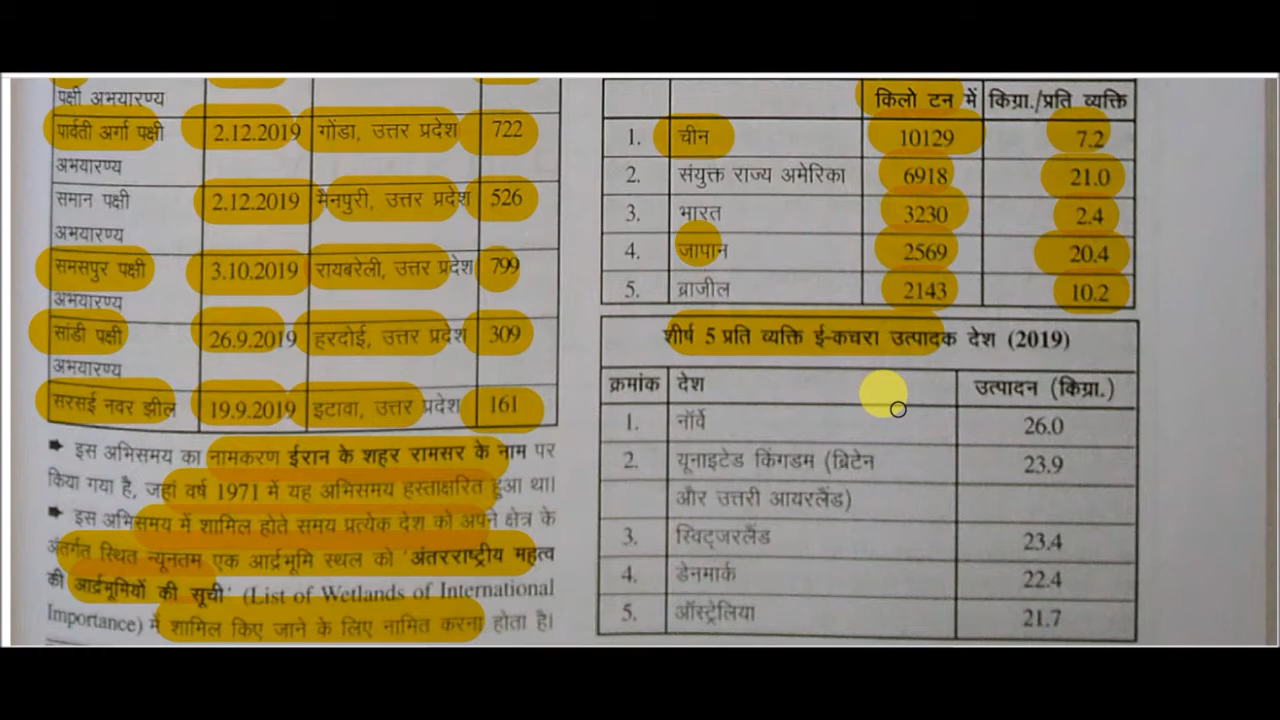 पक्षी अभयारण्य
पार्वती अर्गा पक्षी 2.12.2019 गोंडा, उत्तर प्रदेश 722
अभयारण्य
समान पक्षी 2.12.2019 मैनपुरी, उत्तर प्रदेश 526
अभयारण्य
समसपुर पक्षी 3.10.2019 रायबरेली, उत्तर प्रदेश 799
अभयारण्य
सांडी पक्षी 26.9.2019 हरदोई, उत्तर प्रदेश 309
अभयारण्य
सरसई नवर झील 19.9.2019 इटावा, उत्तर प्रदेश 161
➨ इस अभिसमय का नामकरण ईरान के शहर रामसर के नाम पर
किया गया है, जहां वर्ष 1971 में यह अभिसमय हस्ताक्षरित हुआ था।
➨ इस अभिसमय में शामिल होते समय प्रत्येक देश को अपने क्षेत्र के
अंतर्गत स्थित न्यूनतम एक आर्द्रभूमि स्थल को 'अंतरराष्ट्रीय महत्व
की आर्द्रभूमियों की सूची' (List of Wetlands of International
Importance) में शामिल किए जाने के लिए नामित करना होता है।
किलो टन में किग्रा./प्रति व्यक्ति
1. चीन 10129 7.2
2. संयुक्त राज्य अमेरिका 6918 21.0
3. भारत 3230 2.4
4. जापान 2569 20.4
5. ब्राजील 2143 10.2
शीर्ष 5 प्रति व्यक्ति ई-कचरा उत्पादक देश (2019)
क्रमांक देश उत्पादन (किग्रा.)
1. नॉर्वे 26.0
2. यूनाइटेड किंगडम (ब्रिटेन 23.9
और उत्तरी आयरलैंड)
3. स्विट्जरलैंड 23.4
4. डेनमार्क 22.4
5. ऑस्ट्रेलिया 21.7